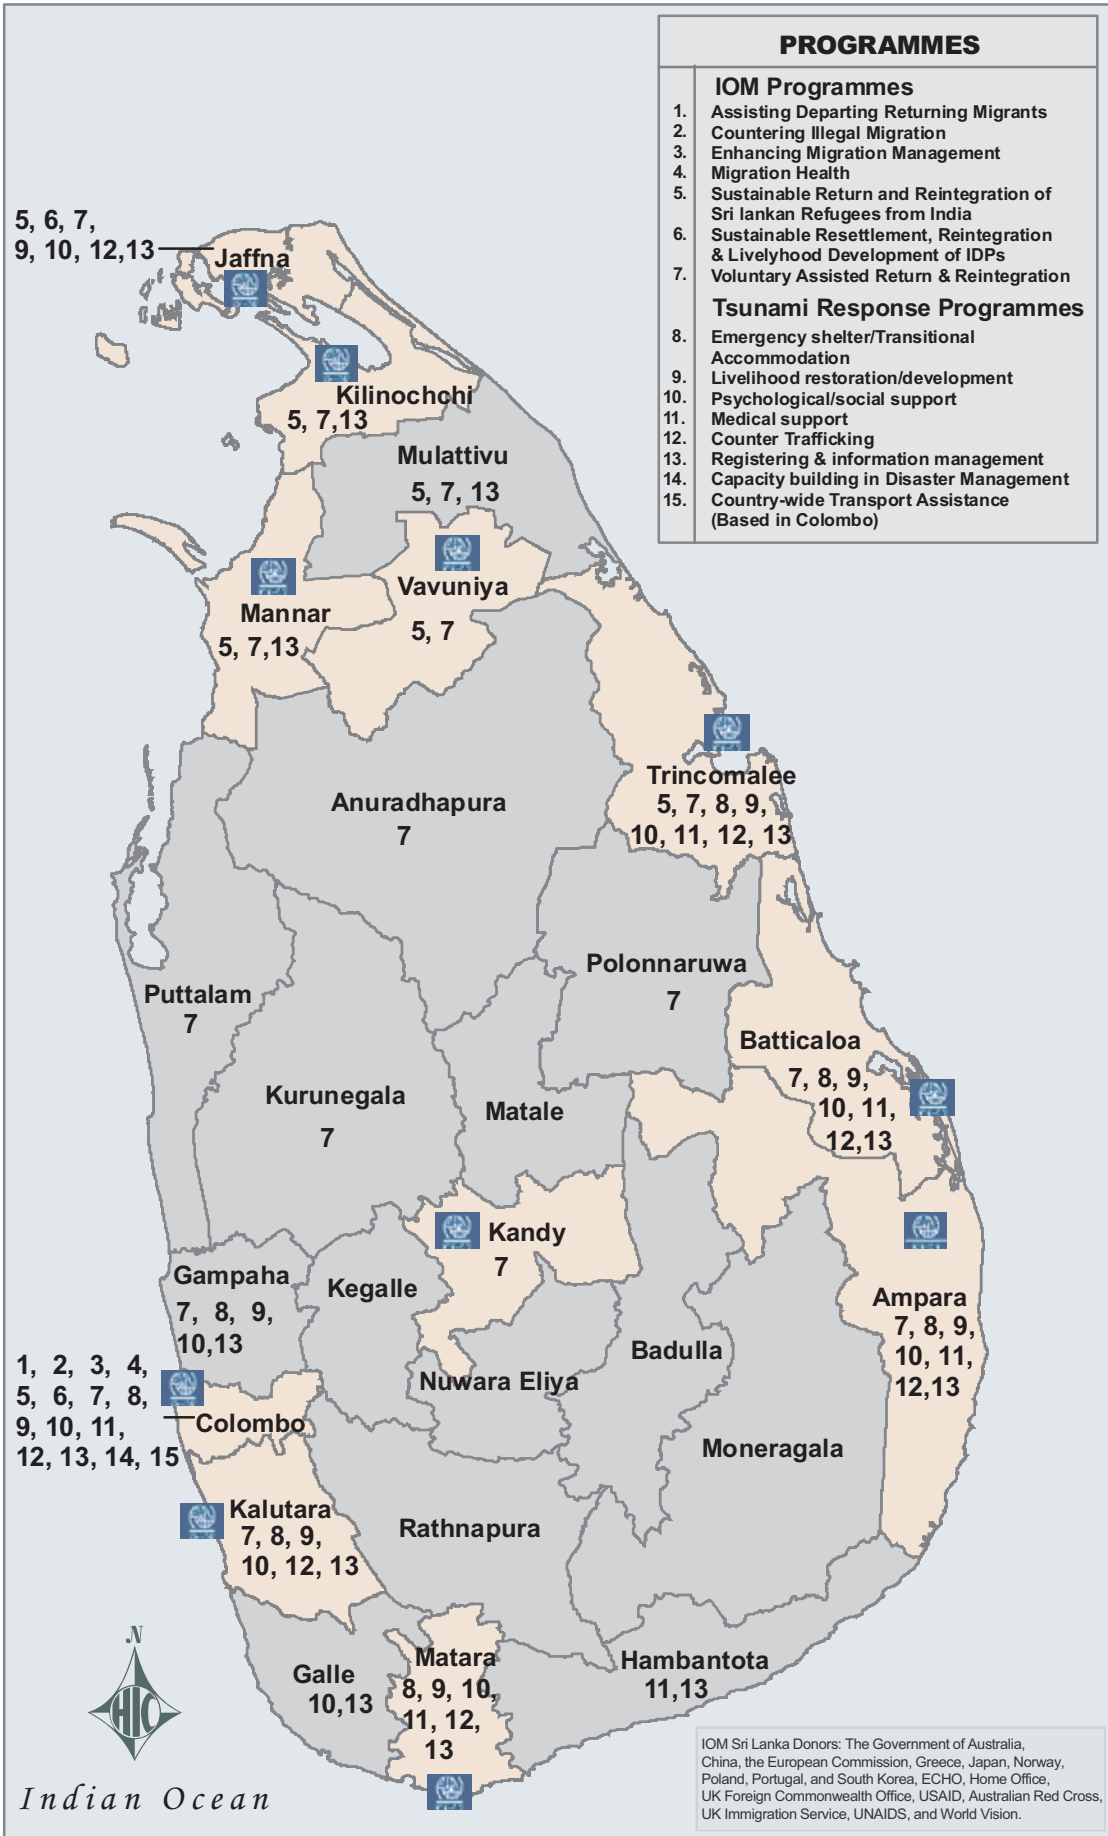 PROGRAMMES
IOM Programmes
1. Assisting Departing Returning Migrants
2. Countering Illegal Migration
3. Enhancing Migration Management
4. Migration Health
5. Sustainable Return and Reintegration of
Sri lankan Refugees from India
6. Sustainable Resettlement, Reintegration
& Livelyhood Development of IDPs
7. Voluntary Assisted Return & Reintegration
Tsunami Response Programmes
8. Emergency shelter/Transitional
Accommodation
9. Livelihood restoration/development
10. Psychological/social support
11. Medical support
12. Counter Trafficking
13. Registering & information management
14. Capacity building in Disaster Management
15. Country-wide Transport Assistance
(Based in Colombo)
5, 6, 7,
9, 10, 12,13
Jaffna
Kilinochchi
5, 7,13
Mulattivu
5, 7, 13
Vavuniya
5, 7
Mannar
5, 7,13
Trincomalee
5, 7, 8, 9,
10, 11, 12, 13
Anuradhapura
7
Polonnaruwa
7
Puttalam
7
Batticaloa
7, 8, 9,
10, 11,
12,13
Kurunegala
7
Matale
Kandy
7
Gampaha
7, 8, 9,
10,13
Kegalle
Ampara
7, 8, 9,
10, 11,
12,13
Badulla
Nuwara Eliya
1, 2, 3, 4,
5, 6, 7, 8,
9, 10, 11,
12, 13, 14, 15
Colombo
Moneragala
Kalutara
7, 8, 9,
10, 12, 13
Rathnapura
Galle
10,13
Matara
8, 9, 10,
11, 12,
13
Hambantota
11,13
N
HIC
Indian Ocean
IOM Sri Lanka Donors: The Government of Australia,
China, the European Commission, Greece, Japan, Norway,
Poland, Portugal, and South Korea, ECHO, Home Office,
UK Foreign Commonwealth Office, USAID, Australian Red Cross,
UK Immigration Service, UNAIDS, and World Vision.